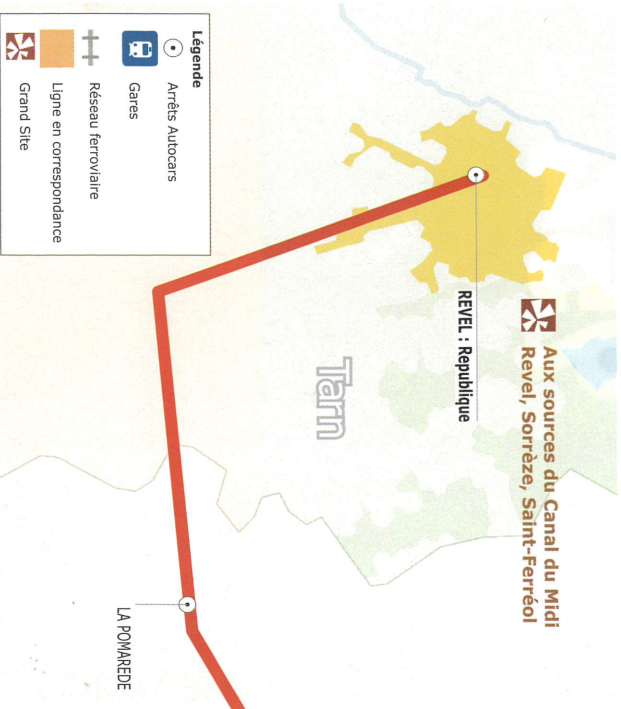 Aux sources du Canal du Midi
Revel, Sorrèze, Saint-Ferréol
REVEL : Republique
Tarn
LA POMAREDE
Légende
Arrêts Autocars
Gares
Réseau ferroviaire
Ligne en correspondance
Grand Site